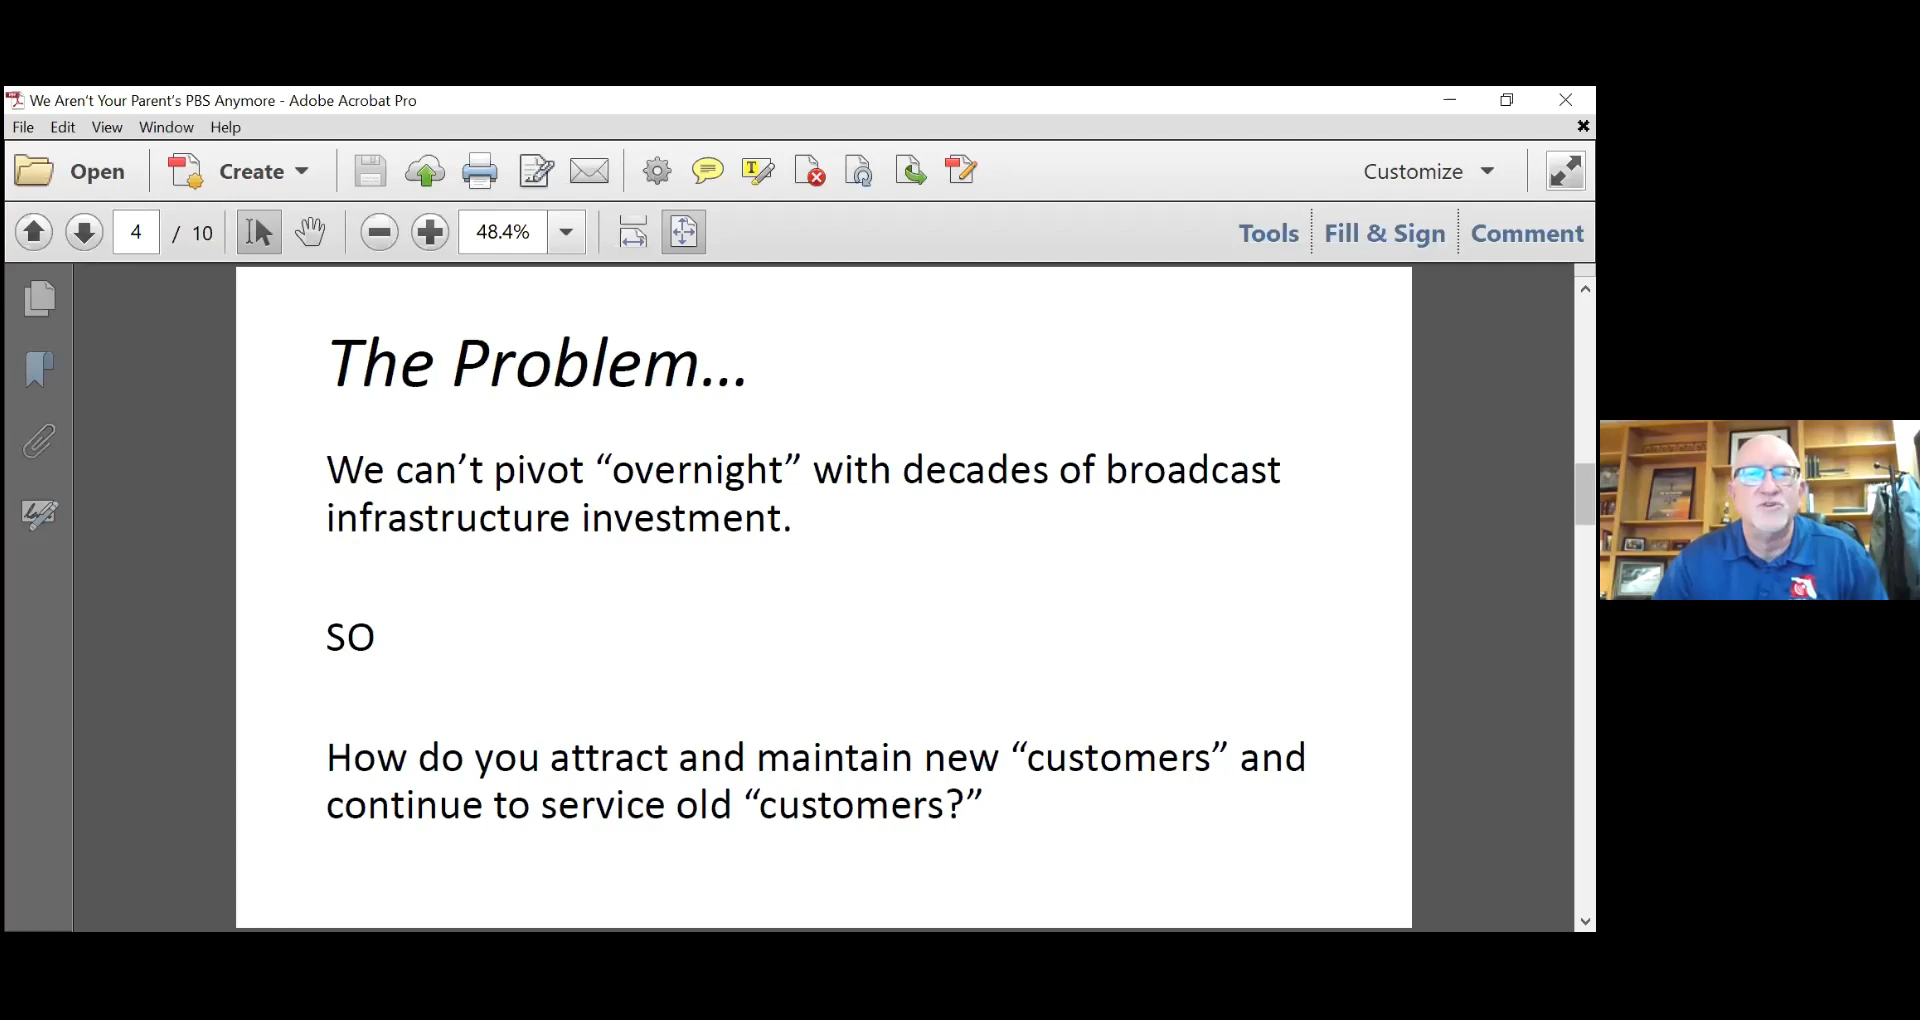 We Aren't Your Parent's PBS Anymore - Adobe Acrobat Pro
File Edit View Window Help
Open Create Customize
4 / 10 48.4% Tools Fill & Sign Comment
The Problem...
We can’t pivot “overnight” with decades of broadcast
infrastructure investment.
SO
How do you attract and maintain new “customers” and
continue to service old “customers?”